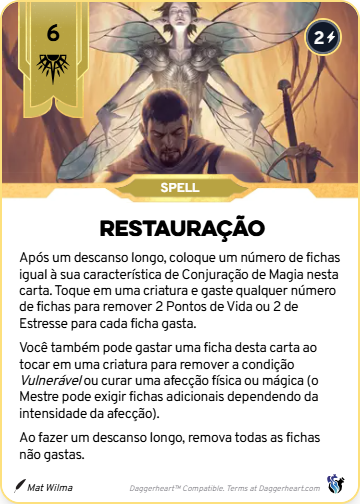 6
2
SPELL
RESTAURAÇÃO
Após um descanso longo, coloque um número de fichas
igual à sua característica de Conjuração de Magia nesta
carta. Toque em uma criatura e gaste qualquer número
de fichas para remover 2 Pontos de Vida ou 2 de
Estresse para cada ficha gasta.
Você também pode gastar uma ficha desta carta ao
tocar em uma criatura para remover a condição
Vulnerável ou curar uma afecção física ou mágica (o
Mestre pode exigir fichas adicionais dependendo da
intensidade da afecção).
Ao fazer um descanso longo, remova todas as fichas
não gastas.
Mat Wilma
Daggerheart™ Compatible. Terms at Daggerheart.com